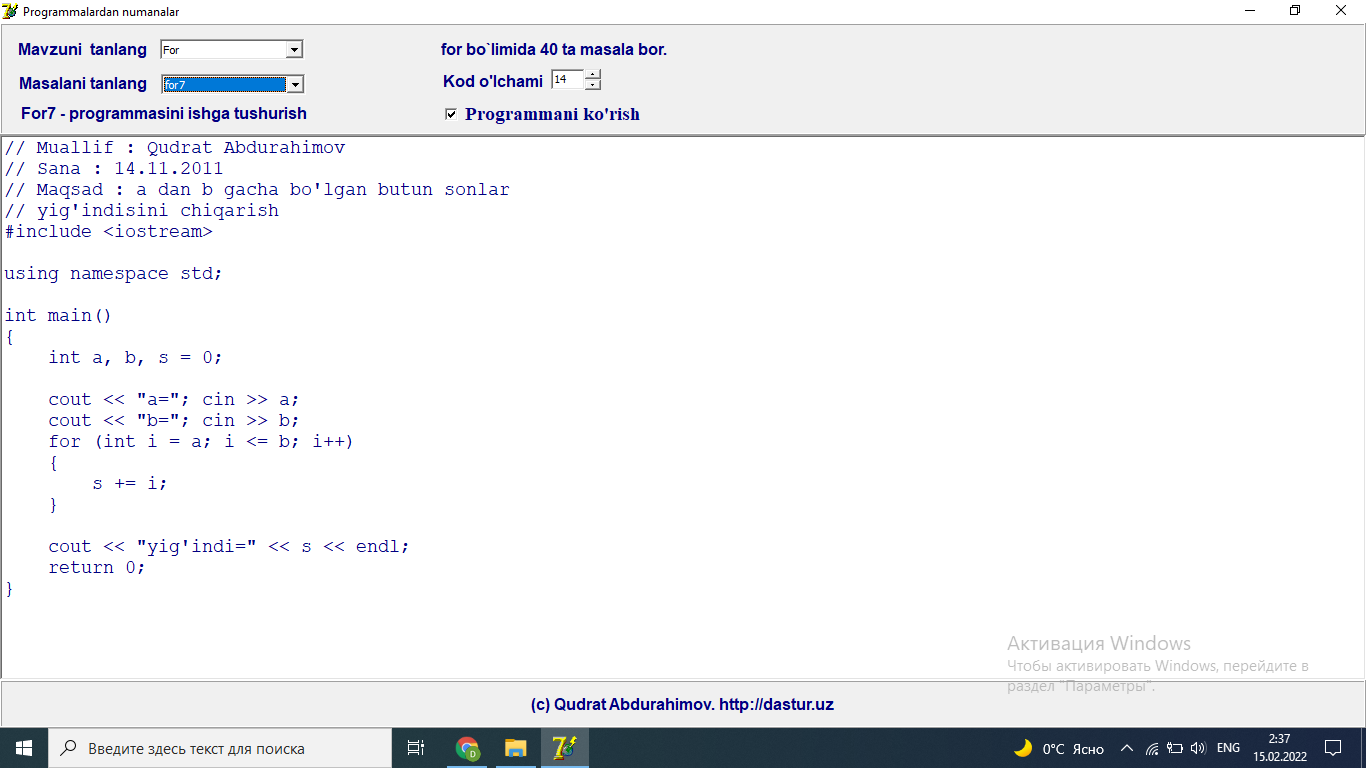 Programmalardan numanalar
Mavzuni tanlang For
for bo`limida 40 ta masala bor.
Masalani tanlang for7
Kod o'lchami 14
For7 - programmasini ishga tushurish
Programmani ko'rish
// Muallif : Qudrat Abdurahimov
// Sana : 14.11.2011
// Maqsad : a dan b gacha bo'lgan butun sonlar
// yig'indisini chiqarish
#include <iostream>
using namespace std;
int main()
{
    int a, b, s = 0;
    cout << "a="; cin >> a;
    cout << "b="; cin >> b;
    for (int i = a; i <= b; i++)
    {
        s += i;
    }
    cout << "yig'indi=" << s << endl;
    return 0;
}
Активация Windows
Чтобы активировать Windows, перейдите в
раздел "Параметры".
(c) Qudrat Abdurahimov. http://dastur.uz
Введите здесь текст для поиска
D
0°C Ясно
ENG
2:37
15.02.2022